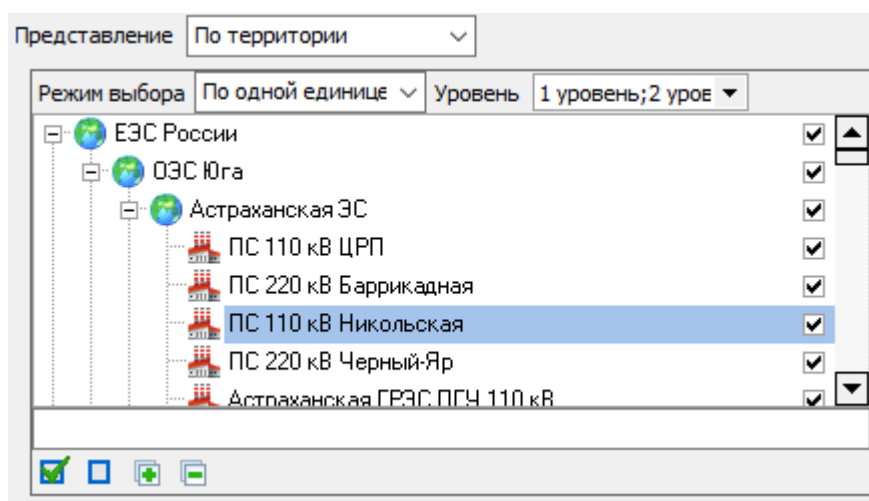 Представление По территории
Режим выбора По одной единице Уровень 1 уровень;2 уров
ЕЭС России
ОЭС Юга
Астраханская ЭС
ПС 110 кВ ЦРП
ПС 220 кВ Баррикадная
ПС 110 кВ Никольская
ПС 220 кВ Черный-Яр
Астраханская ГРЭС ПГУ 110 кВ